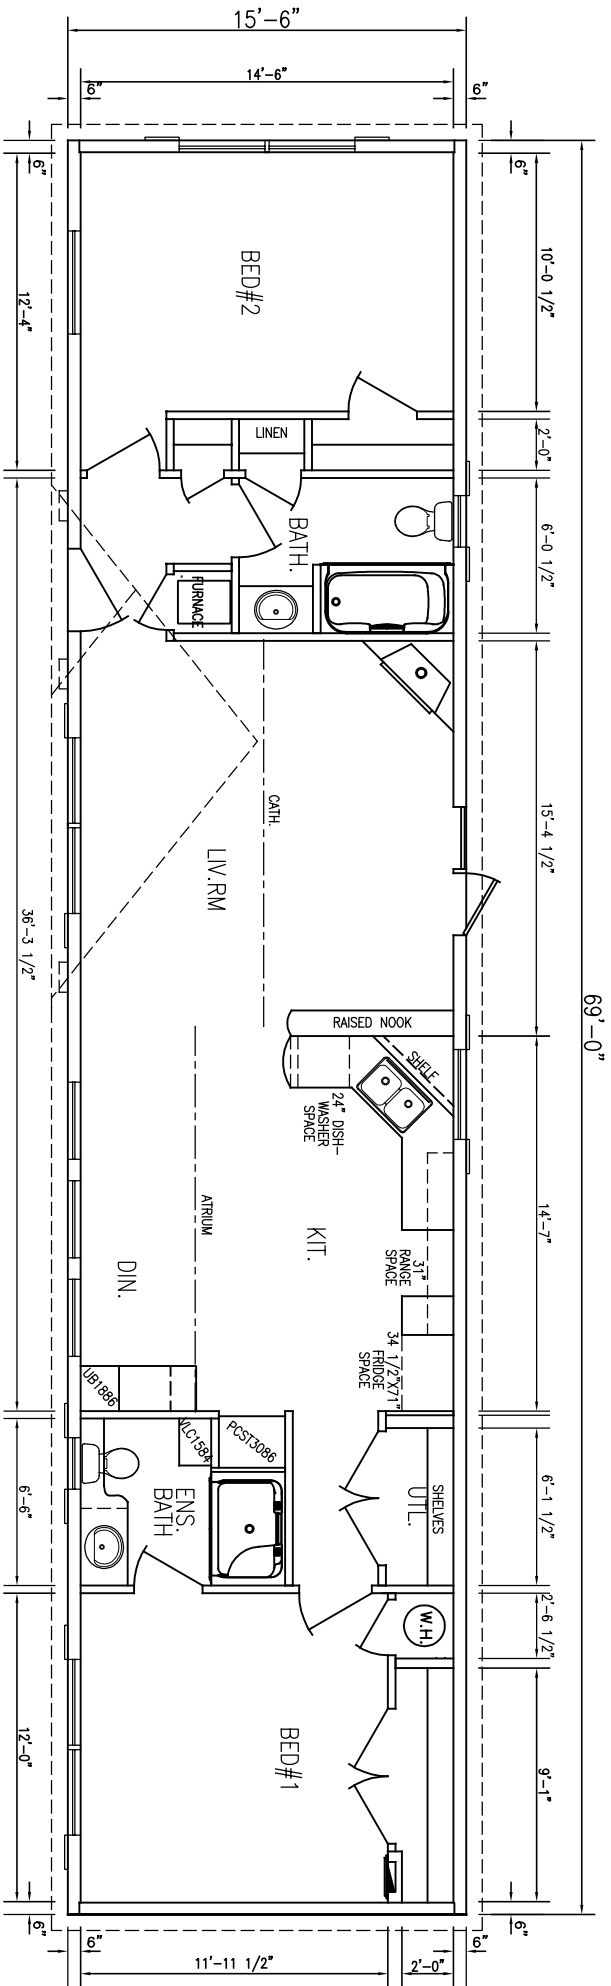 15'-6"
14'-6"
6"
6"
6"
6"
10'-0 1/2"
12'-4"
BED#2
2'-0"
LINEN
6'-0 1/2"
BATH.
FURNACE
CATH.
15'-4 1/2"
LIV.RM
36'-3 1/2"
69'-0"
RAISED NOOK
SHELF
24" DISH-
WASHER
SPACE
14'-7"
ATRIUM
KIT.
DIN.
31"
RANGE
SPACE
34 1/2"X71"
FRIDGE
SPACE
UB1886
VLC1584
PCST3086
ENS.
BATH
SHELVES
UTL.
6'-1 1/2"
6'-6"
2'-6 1/2"
W.H.
BED#1
12'-0"
9'-1"
6"
6"
6"
11'-11 1/2"
2'-0"
6"